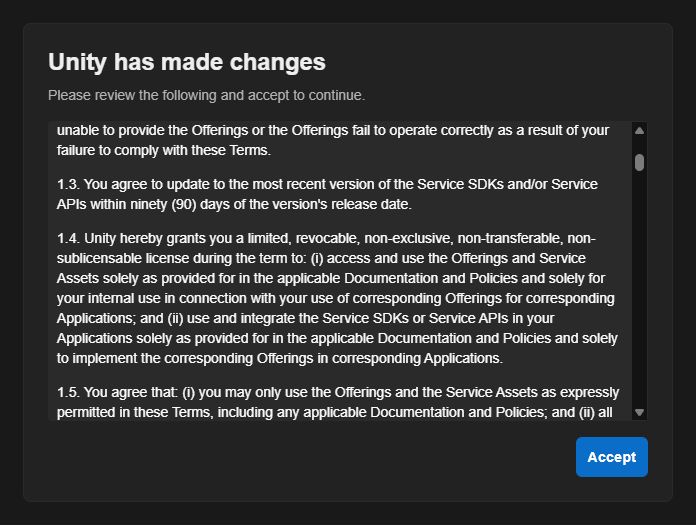 Unity has made changes
Please review the following and accept to continue.
unable to provide the Offerings or the Offerings fail to operate correctly as a result of your
failure to comply with these Terms.
1.3. You agree to update to the most recent version of the Service SDKs and/or Service
APIs within ninety (90) days of the version's release date.
1.4. Unity hereby grants you a limited, revocable, non-exclusive, non-transferable, non-
sublicensable license during the term to: (i) access and use the Offerings and Service
Assets solely as provided for in the applicable Documentation and Policies and solely for
your internal use in connection with your use of corresponding Offerings for corresponding
Applications; and (ii) use and integrate the Service SDKs or Service APIs in your
Applications solely as provided for in the applicable Documentation and Policies and solely
to implement the corresponding Offerings in corresponding Applications.
1.5. You agree that: (i) you may only use the Offerings and the Service Assets as expressly
permitted in these Terms, including any applicable Documentation and Policies; and (ii) all
Accept